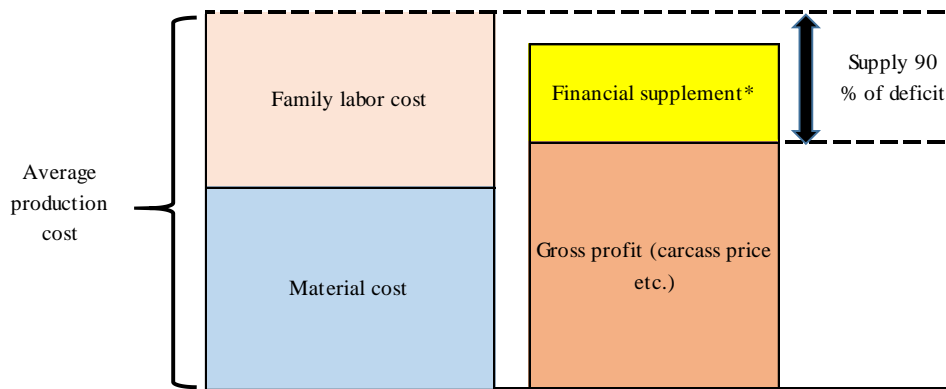 Average
production
cost
Family labor cost
Material cost
Financial supplement*
Gross profit (carcass price
etc.)
Supply 90
% of deficit